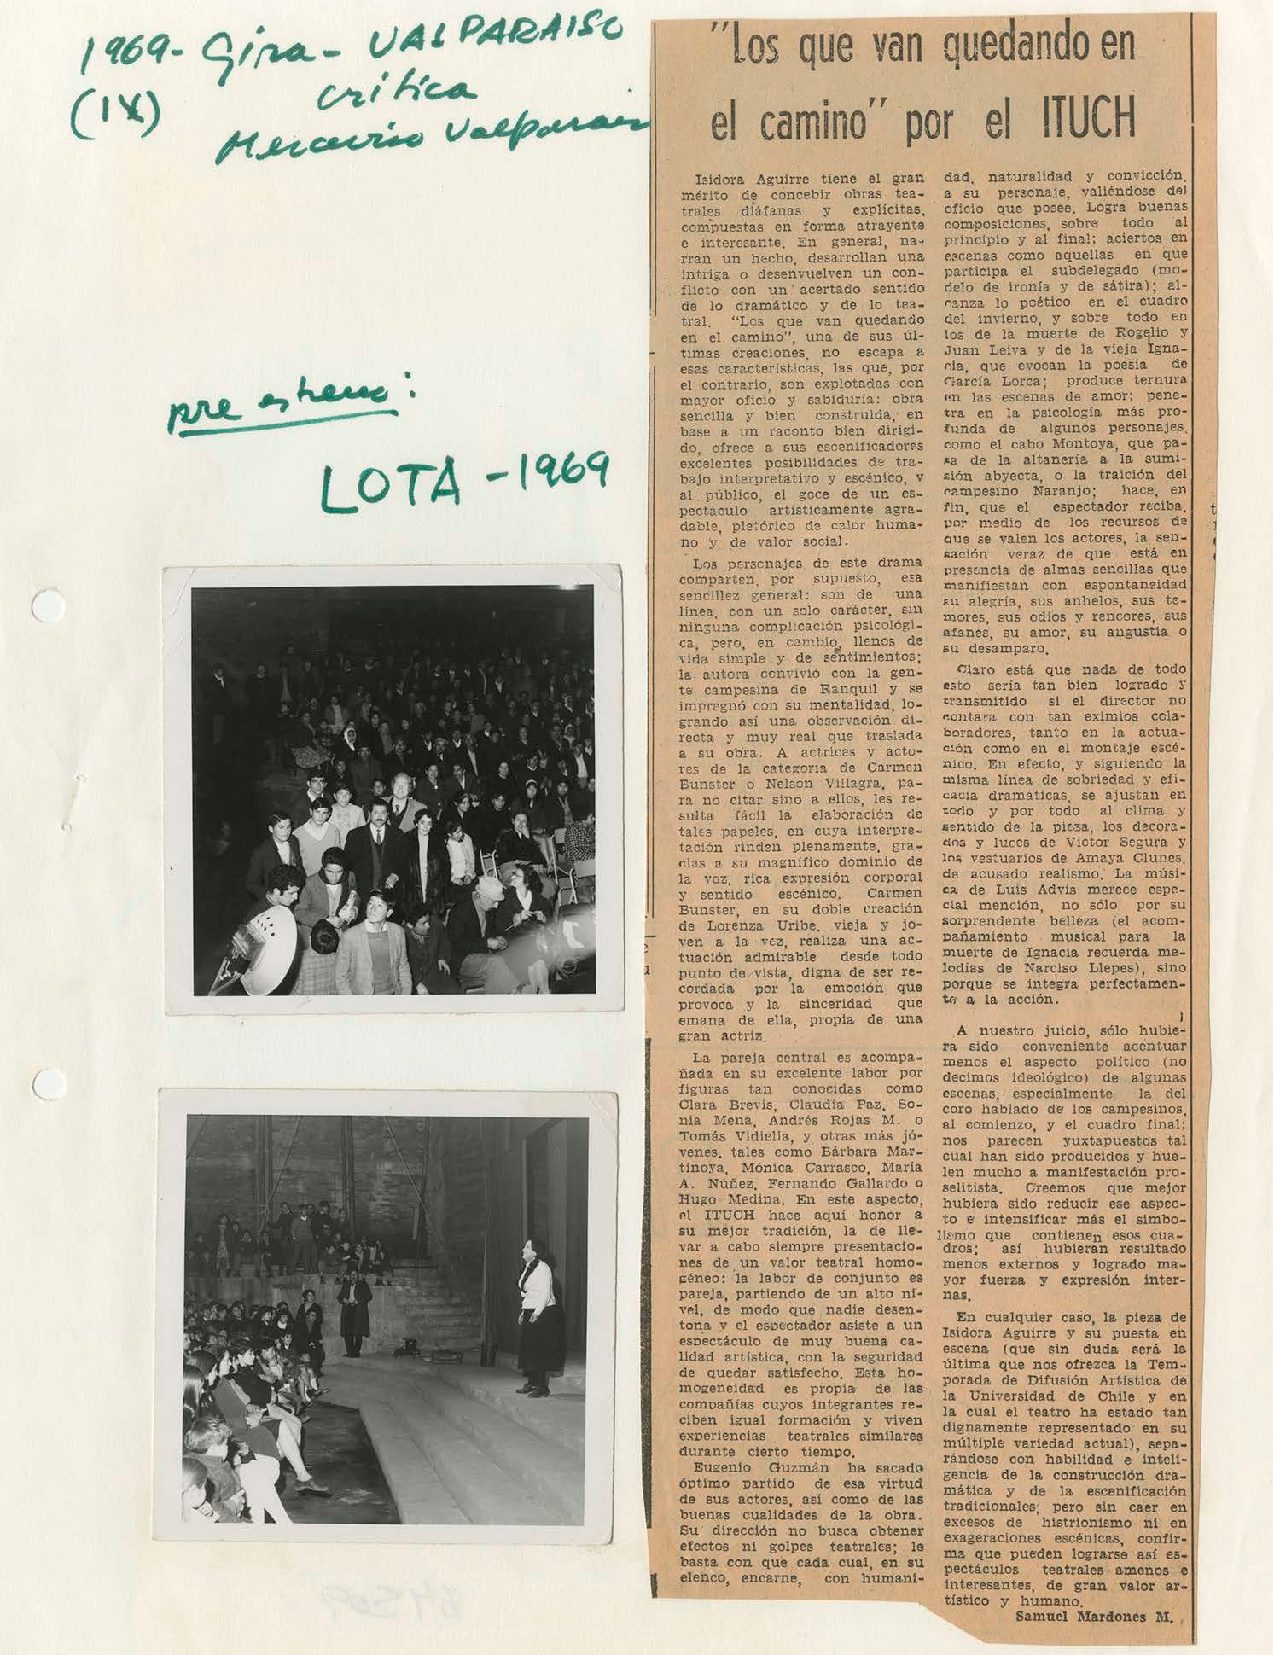 1969- Gira- VALPARAISO
(IX) crítica
Mercurio Valparaiso
pre estreno:
LOTA -1969
"Los que van quedando en
el camino" por el ITUCH
Isidora Aguirre tiene el gran
mérito de concebir obras tea-
trales diáfanas y explícitas,
compuestas en forma atrayente
e interesante. En general, na-
rran un hecho, desarrollan una
intriga o desenvuelven un con-
flicto con un acertado sentido
de lo dramático y de lo tea-
tral. "Los que van quedando
en el camino", una de sus úl-
timas creaciones, no escapa a
esas características, las que, por
el contrario, son explotadas con
mayor oficio y sabiduría: obra
sencilla y bien construida, en
base a un raconto bien dirigi-
do, ofrece a sus escenificadores
excelentes posibilidades de tra-
bajo interpretativo y escénico, y
al público, el goce de un es-
pectáculo artísticamente agra-
dable, pletórico de calor huma-
no y de valor social.
Los personajes de este drama
comparten, por supuesto, esa
sencillez general: son de una
línea, con un solo carácter, sin
ninguna complicación psicológi-
ca, pero, en cambio, llenos de
vida simple y de sentimientos;
la autora convivió con la gen-
te campesina de Ranquil y se
impregnó con su mentalidad, lo-
grando así una observación di-
recta y muy real que traslada
a su obra. A actrices y acto-
res de la categoría de Carmen
Bunster o Nelson Villagra, pa-
ra no citar sino a ellos, les re-
sulta fácil la elaboración de
tales papeles, en cuya interpre-
tación rinden plenamente, gra-
cias a su magnífico dominio de
la voz, rica expresión corporal
y sentido escénico. Carmen
Bunster, en su doble creación
de Lorenza Uribe, vieja y jo-
ven a la vez, realiza una ac-
tuación admirable desde todo
punto de vista, digna de ser re-
cordada por la emoción que
provoca y la sinceridad que
emana de ella, propia de una
gran actriz.
La pareja central es acompa-
ñada en su excelente labor por
figuras tan conocidas como
Clara Brevis, Claudia Paz, So-
nia Mena, Andrés Rojas M. o
Tomás Vidiella, y otras más jó-
venes, tales como Bárbara Mar-
tinoya, Mónica Carrasco, María
A. Núñez, Fernando Gallardo o
Hugo Medina. En este aspecto,
el ITUCH hace aquí honor a
su mejor tradición, la de lle-
var a cabo siempre presentacio-
nes de un valor teatral homo-
géneo: la labor de conjunto es
pareja, partiendo de un alto ni-
vel, de modo que nadie desen-
tona y el espectador asiste a un
espectáculo de muy buena ca-
lidad artística, con la seguridad
de quedar satisfecho. Esta ho-
mogeneidad es propia de las
compañías cuyos integrantes re-
ciben igual formación y viven
experiencias teatrales similares
durante cierto tiempo.
Eugenio Guzmán ha sacado
óptimo partido de esa virtud
de sus actores, así como de las
buenas cualidades de la obra.
Su dirección no busca obtener
efectos ni golpes teatrales; le
basta con que cada cual, en su
elenco, encarne, con humani-
dad, naturalidad y convicción,
a su personaje, valiéndose del
oficio que posee. Logra buenas
composiciones, sobre todo al
principio y al final; aciertos en
escenas como aquellas en que
participa el subdelegado (mo-
delo de ironía y de sátira); al-
canza lo poético en el cuadro
del invierno, y sobre todo en
los de la muerte de Rogelio y
Juan Leiva y de la vieja Igna-
cia, que evocan la poesía de
García Lorca; produce ternura
en las escenas de amor; pene-
tra en la psicología más pro-
funda de algunos personajes,
como el cabo Montoya, que pa-
sa de la altanería a la sumi-
sión abyecta, o la traición del
campesino Naranjo; hace, en
fin, que el espectador reciba,
por medio de los recursos de
que se valen los actores, la sen-
sación veraz de que está en
presencia de almas sencillas que
manifiestan con espontaneidad
su alegría, sus anhelos, sus te-
mores, sus odios y rencores, sus
afanes, su amor, su angustia o
su desamparo.
Claro está que nada de todo
esto sería tan bien logrado y
transmitido si el director no
contara con tan eximios cola-
boradores, tanto en la actua-
ción como en el montaje escé-
nico. En efecto, y siguiendo la
misma línea de sobriedad y efi-
cacia dramáticas, se ajustan en
todo y por todo al clima y
sentido de la pieza, los decora-
dos y luces de Víctor Segura y
los vestuarios de Amaya Clunes,
de acusado realismo. La músi-
ca de Luis Advis merece espe-
cial mención, no sólo por su
sorprendente belleza (el acom-
pañamiento musical para la
muerte de Ignacia recuerda me-
lodías de Narciso Llepes), sino
porque se integra perfectamen-
te a la acción.
A nuestro juicio, sólo hubie-
ra sido conveniente acentuar
menos el aspecto político (no
decimos ideológico) de algunas
escenas, especialmente la del
coro hablado de los campesinos,
al comienzo, y el cuadro final;
nos parecen yuxtapuestos tal
cual han sido producidos y hue-
len mucho a manifestación pro-
selitista. Creemos que mejor
hubiera sido reducir ese aspec-
to e intensificar más el simbo-
lismo que contienen esos cua-
dros; así hubieran resultado
menos externos y logrado ma-
yor fuerza y expresión inter-
nas.
En cualquier caso, la pieza de
Isidora Aguirre y su puesta en
escena (que sin duda será la
última que nos ofrezca la Tem-
porada de Difusión Artística de
la Universidad de Chile y en
la cual el teatro ha estado tan
dignamente representado en su
múltiple variedad actual), sepa-
rándose con habilidad e inteli-
gencia de la construcción dra-
mática y de la escenificación
tradicionales, pero sin caer en
excesos de histrionismo ni en
exageraciones escénicas, confir-
ma que pueden lograrse así es-
pectáculos teatrales amenos e
interesantes, de gran valor ar-
tístico y humano.
Samuel Mardones M.